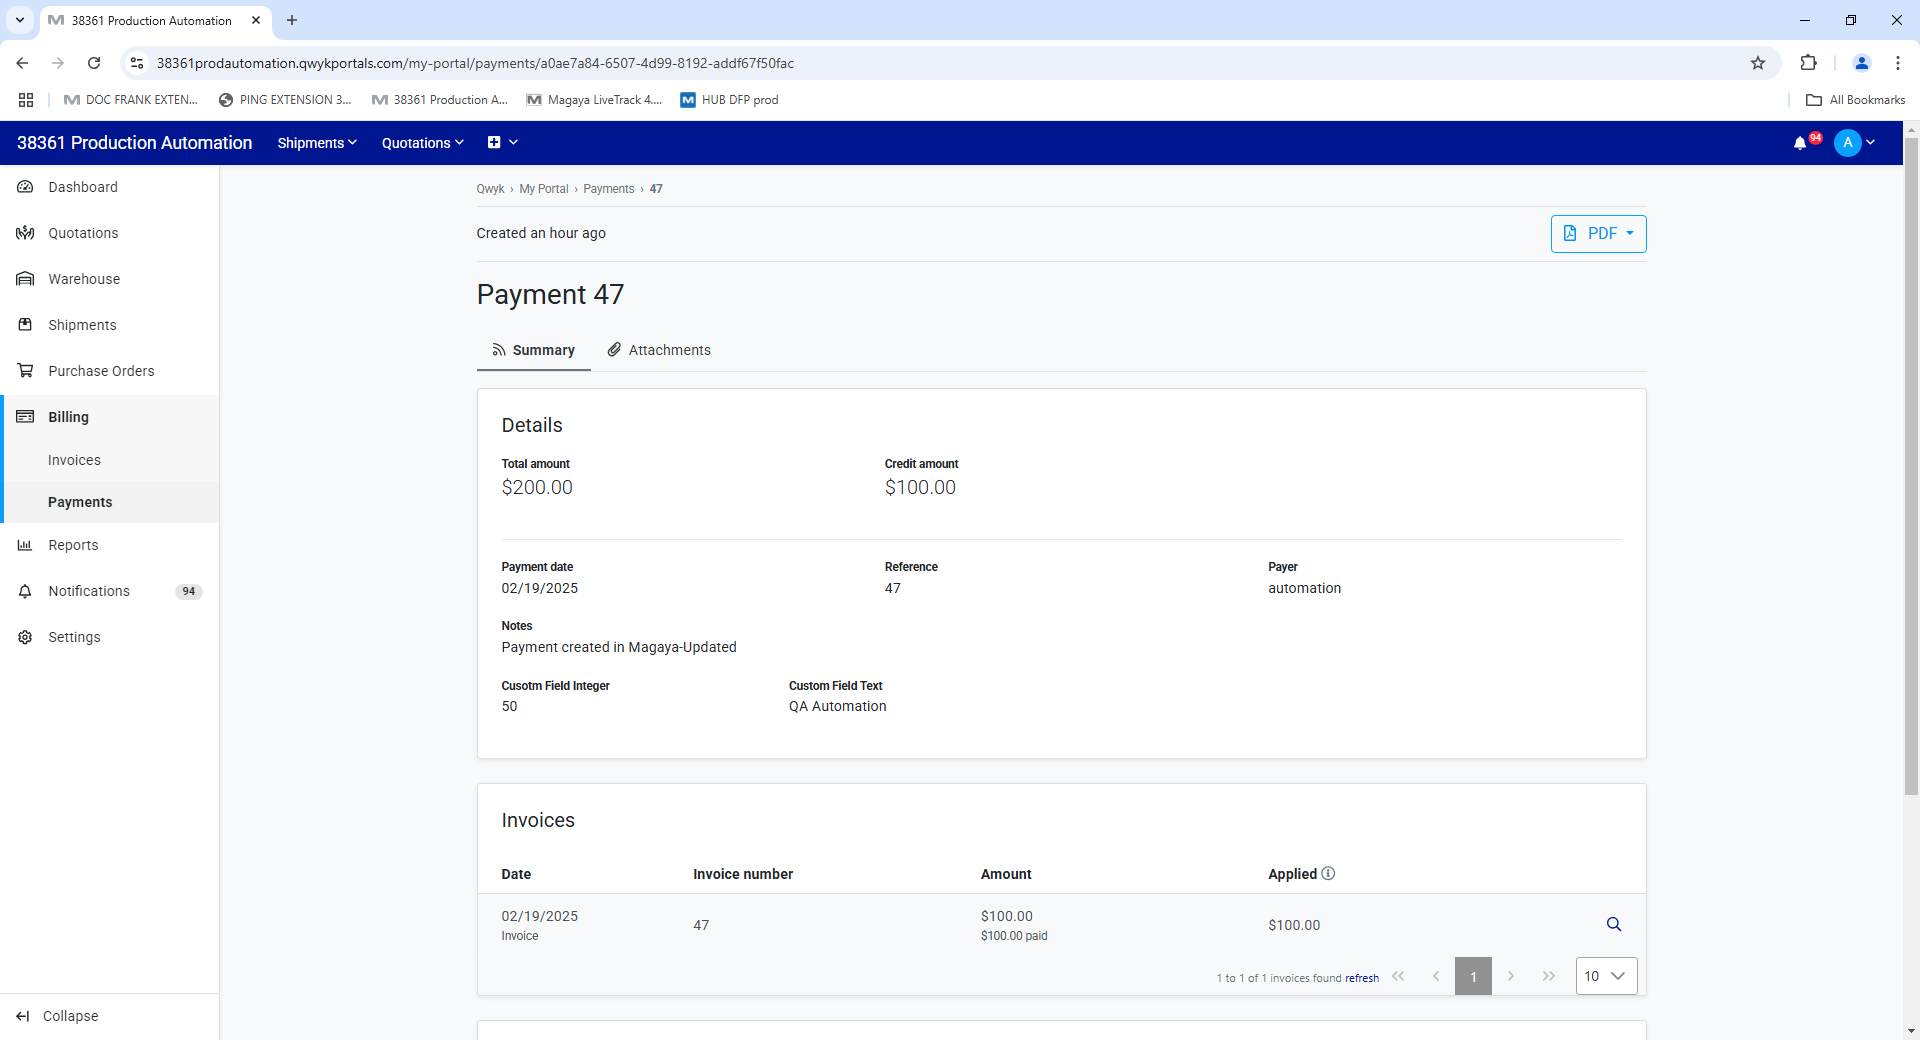 38361 Production Automation
38361prodautomation.qwykportals.com/my-portal/payments/a0ae7a84-6507-4d99-8192-addf67f50fac
DOC FRANK EXTEN... PING EXTENSION 3... 38361 Production A... Magaya LiveTrack 4.... HUB DFP prod All Bookmarks
38361 Production Automation Shipments Quotations 94 A
Dashboard
Quotations
Warehouse
Shipments
Purchase Orders
Billing
Invoices
Payments
Reports
Notifications 94
Settings
Collapse
Qwyk › My Portal › Payments › 47
Created an hour ago PDF
Payment 47
Summary Attachments
Details
Total amount Credit amount
$200.00 $100.00
Payment date Reference Payer
02/19/2025 47 automation
Notes
Payment created in Magaya-Updated
Cusotm Field Integer Custom Field Text
50 QA Automation
Invoices
Date Invoice number Amount Applied
02/19/2025 47 $100.00 $100.00
Invoice $100.00 paid
1 to 1 of 1 invoices found refresh 1 10